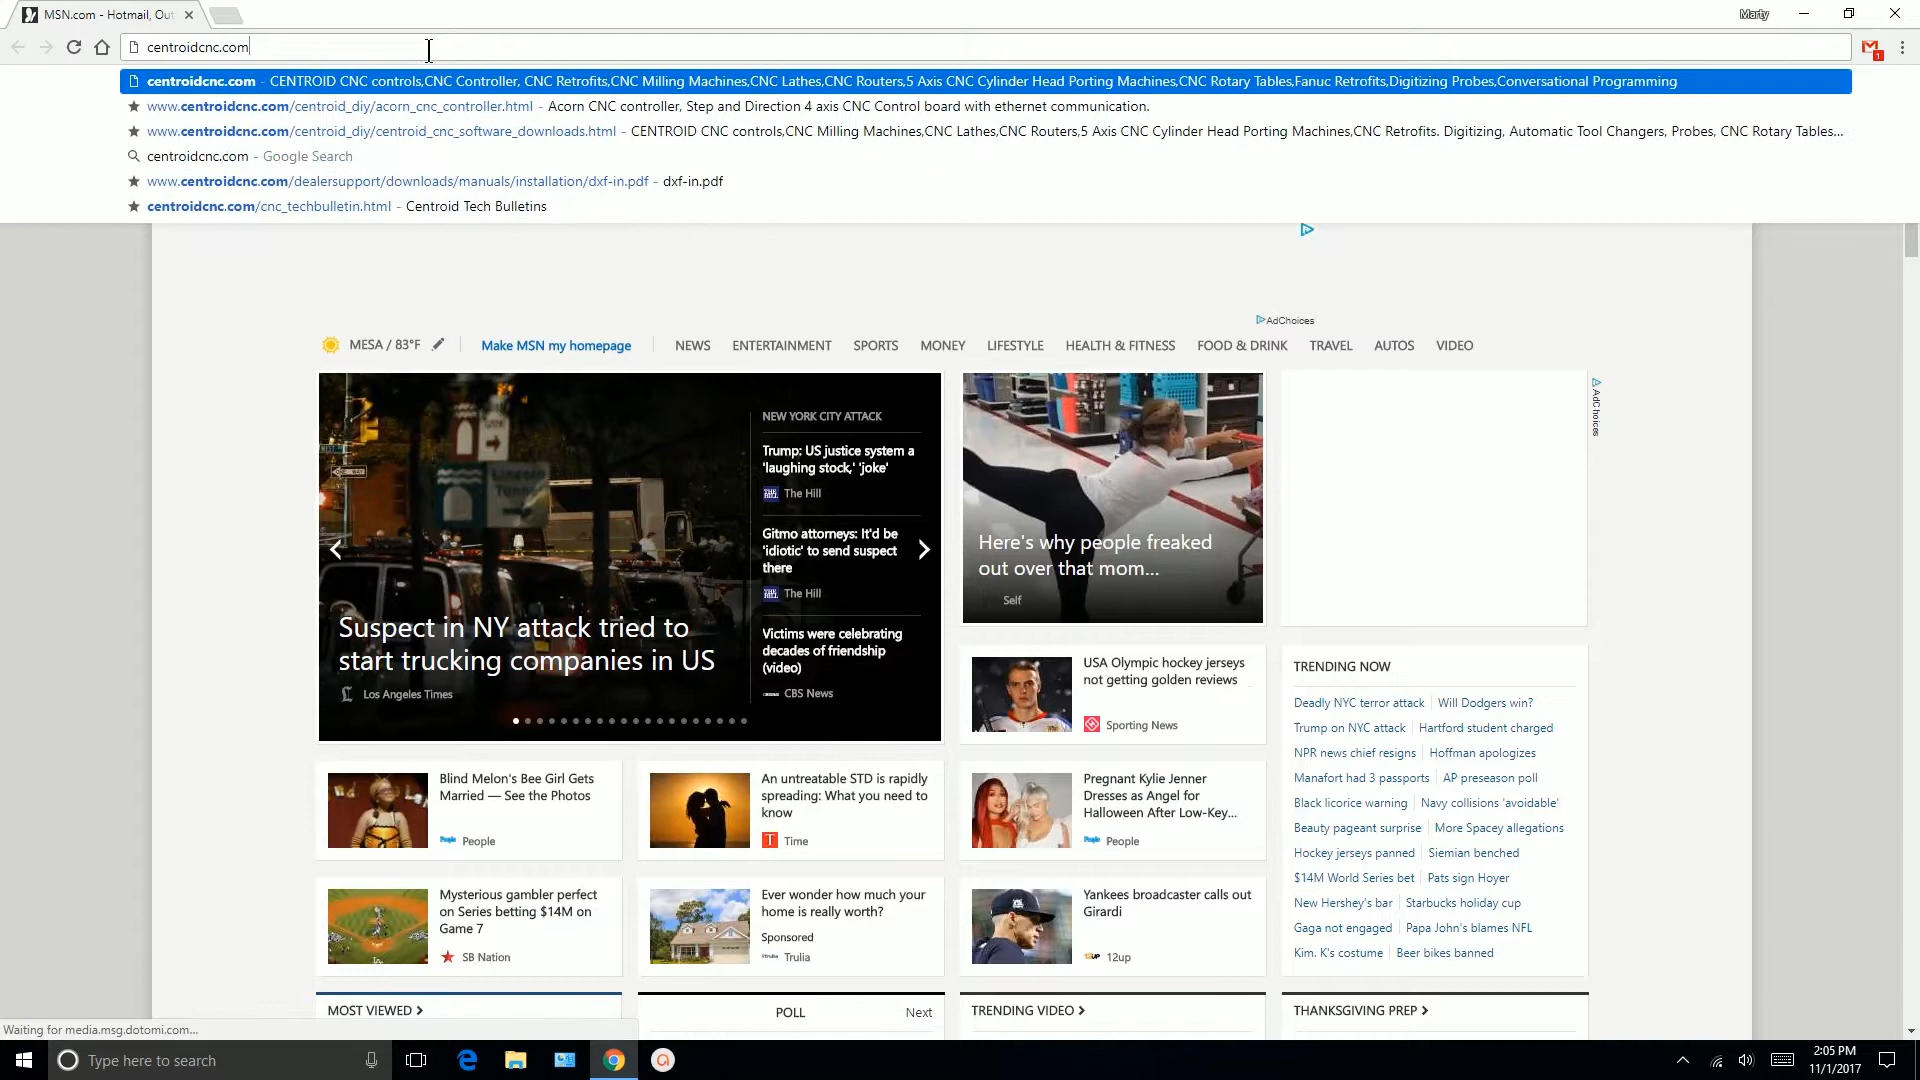 MSN.com - Hotmail, Out
Marty
centroidcnc.com
1
centroidcnc.com - CENTROID CNC controls,CNC Controller, CNC Retrofits,CNC Milling Machines,CNC Lathes,CNC Routers,5 Axis CNC Cylinder Head Porting Machines,CNC Rotary Tables,Fanuc Retrofits,Digitizing Probes,Conversational Programming
www.centroidcnc.com/centroid_diy/acorn_cnc_controller.html - Acorn CNC controller, Step and Direction 4 axis CNC Control board with ethernet communication.
www.centroidcnc.com/centroid_diy/centroid_cnc_software_downloads.html - CENTROID CNC controls,CNC Milling Machines,CNC Lathes,CNC Routers,5 Axis CNC Cylinder Head Porting Machines,CNC Retrofits. Digitizing, Automatic Tool Changers, Probes, CNC Rotary Tables...
centroidcnc.com - Google Search
www.centroidcnc.com/dealersupport/downloads/manuals/installation/dxf-in.pdf - dxf-in.pdf
centroidcnc.com/cnc_techbulletin.html - Centroid Tech Bulletins
AdChoices
MESA / 83°F
Make MSN my homepage
NEWS ENTERTAINMENT SPORTS MONEY LIFESTYLE HEALTH & FITNESS FOOD & DRINK TRAVEL AUTOS VIDEO
AdChoices
ONE WAY
Lincoln
Tunnel
Suspect in NY attack tried to
start trucking companies in US
Los Angeles Times
NEW YORK CITY ATTACK
Trump: US justice system a
'laughing stock,' 'joke'
The Hill
Gitmo attorneys: It'd be
'idiotic' to send suspect
there
The Hill
Victims were celebrating
decades of friendship
(video)
CBS News
Here's why people freaked
out over that mom...
Self
USA Olympic hockey jerseys
not getting golden reviews
Sporting News
TRENDING NOW
Deadly NYC terror attack Will Dodgers win?
Trump on NYC attack Hartford student charged
NPR news chief resigns Hoffman apologizes
Manafort had 3 passports AP preseason poll
Black licorice warning Navy collisions 'avoidable'
Beauty pageant surprise More Spacey allegations
Hockey jerseys panned Siemian benched
$14M World Series bet Pats sign Hoyer
New Hershey's bar Starbucks holiday cup
Gaga not engaged Papa John's blames NFL
Kim. K's costume Beer bikes banned
Blind Melon's Bee Girl Gets
Married — See the Photos
People
An untreatable STD is rapidly
spreading: What you need to
know
Time
Pregnant Kylie Jenner
Dresses as Angel for
Halloween After Low-Key...
People
Mysterious gambler perfect
on Series betting $14M on
Game 7
SB Nation
Ever wonder how much your
home is really worth?
Sponsored
Trulia
Yankees broadcaster calls out
Girardi
12up
MOST VIEWED
POLL
Next
TRENDING VIDEO
THANKSGIVING PREP
Waiting for media.msg.dotomi.com...
Type here to search
2:05 PM
11/1/2017